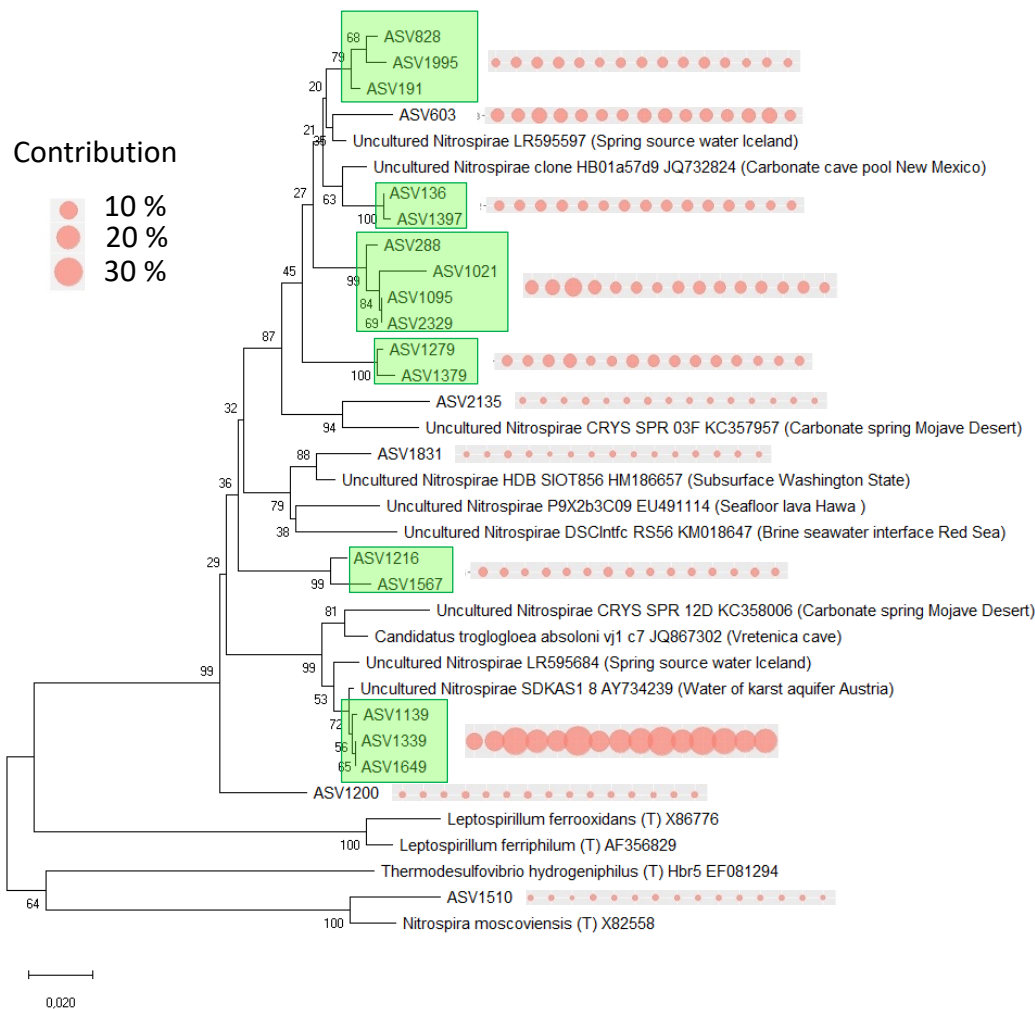 68
ASV828
79
ASV1995
20
ASV191
ASV603
21
35
Uncultured Nitrospirae LR595597 (Spring source water Iceland)
Contribution
Uncultured Nitrospirae clone HB01a57d9 JQ732824 (Carbonate cave pool New Mexico)
27
63
ASV136
10 %
100
ASV1397
20 %
ASV288
30 %
45
99
ASV1021
84
ASV1095
69
ASV2329
87
ASV1279
100
ASV1379
32
ASV2135
94
Uncultured Nitrospirae CRYS SPR 03F KC357957 (Carbonate spring Mojave Desert)
88
ASV1831
36
Uncultured Nitrospirae HDB SIOT856 HM186657 (Subsurface Washington State)
79
Uncultured Nitrospirae P9X2b3C09 EU491114 (Seafloor lava Hawa )
38
Uncultured Nitrospirae DSCIntfc RS56 KM018647 (Brine seawater interface Red Sea)
29
ASV1216
99
ASV1567
81
Uncultured Nitrospirae CRYS SPR 12D KC358006 (Carbonate spring Mojave Desert)
Candidatus troglogloea absoloni vj1 c7 JQ867302 (Vretenica cave)
99
99
Uncultured Nitrospirae LR595684 (Spring source water Iceland)
53
Uncultured Nitrospirae SDKAS1 8 AY734239 (Water of karst aquifer Austria)
72
ASV1139
56
ASV1339
65
ASV1649
ASV1200
Leptospirillum ferrooxidans (T) X86776
100
Leptospirillum ferriphilum (T) AF356829
Thermodesulfovibrio hydrogeniphilus (T) Hbr5 EF081294
64
ASV1510
100
Nitrospira moscoviensis (T) X82558
0,020